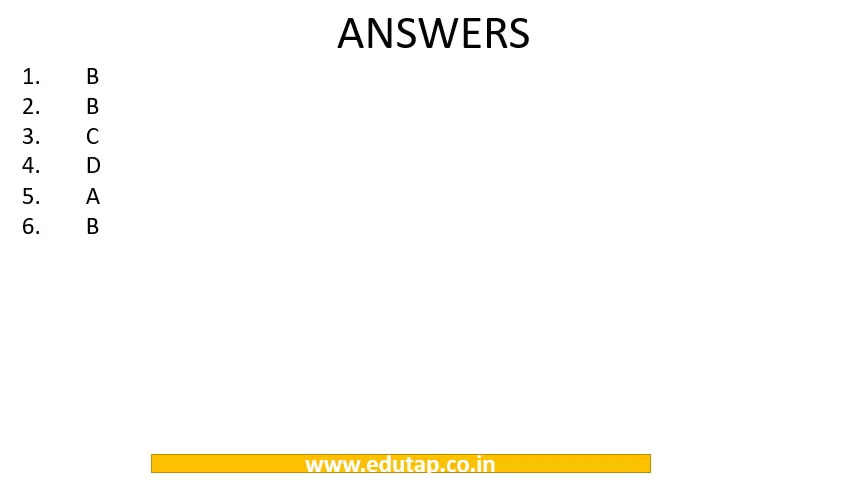 ANSWERS
1. B
2. B
3. C
4. D
5. A
6. B
www.edutap.co.in